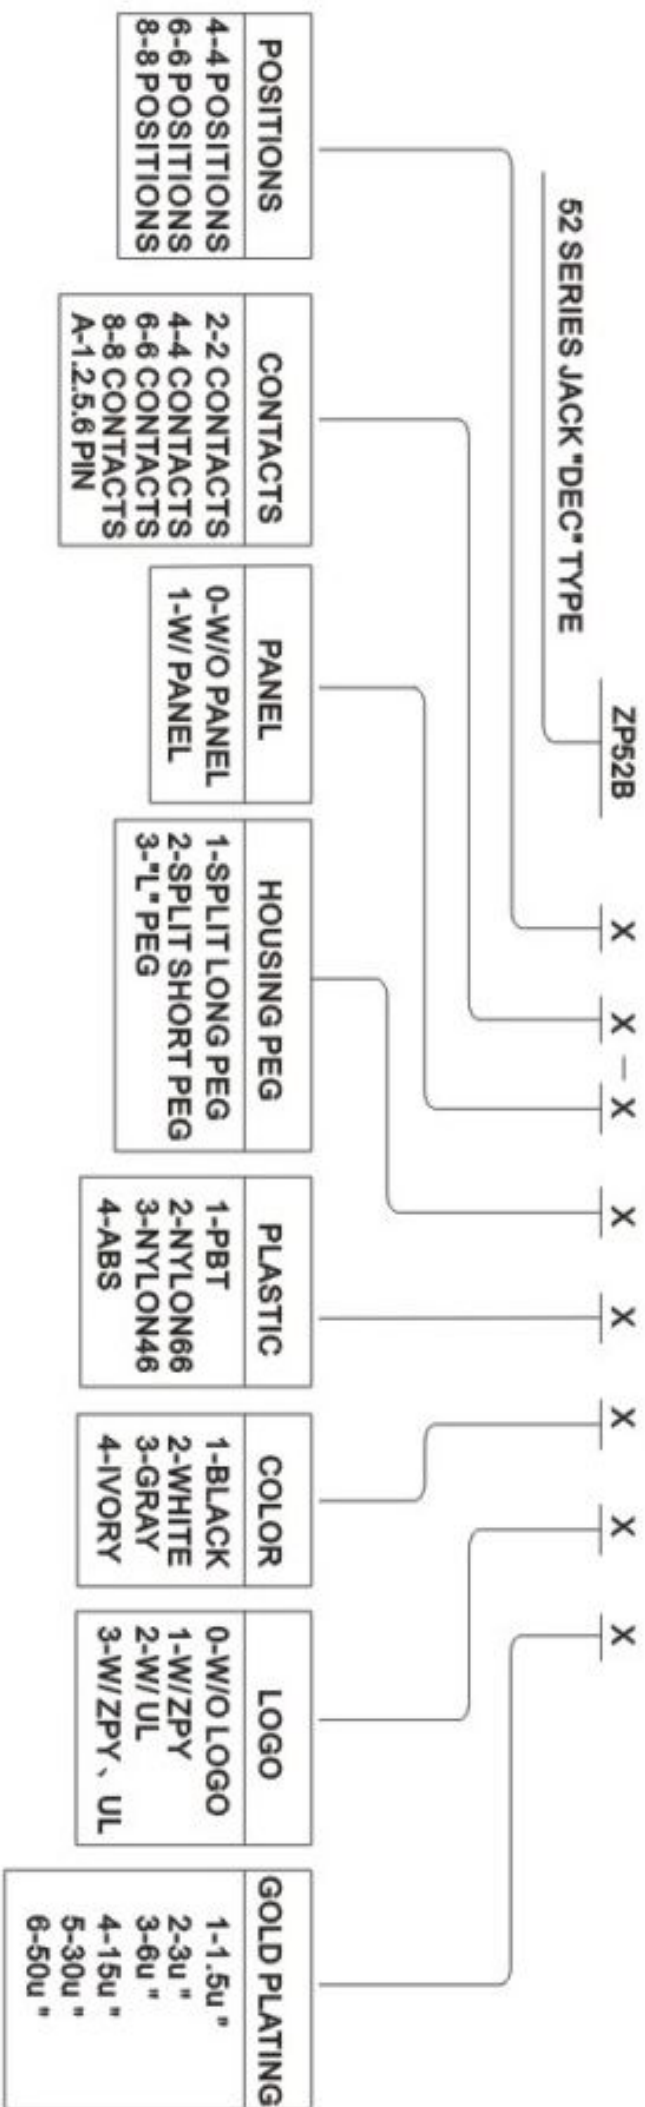 ZP52B X X - X X X X X X
52 SERIES JACK "DEC" TYPE
POSITIONS
4-4 POSITIONS
6-6 POSITIONS
8-8 POSITIONS
CONTACTS
2-2 CONTACTS
4-4 CONTACTS
6-6 CONTACTS
8-8 CONTACTS
A-1.2.5.6 PIN
PANEL
0-W/O PANEL
1-W/ PANEL
HOUSING PEG
1-SPLIT LONG PEG
2-SPLIT SHORT PEG
3-"L" PEG
PLASTIC
1-PBT
2-NYLON66
3-NYLON46
4-ABS
COLOR
1-BLACK
2-WHITE
3-GRAY
4-IVORY
LOGO
0-W/O LOGO
1-W/ZPY
2-W/ UL
3-W/ZPY、UL
GOLD PLATING
1-1.5u"
2-3u"
3-6u"
4-15u"
5-30u"
6-50u"